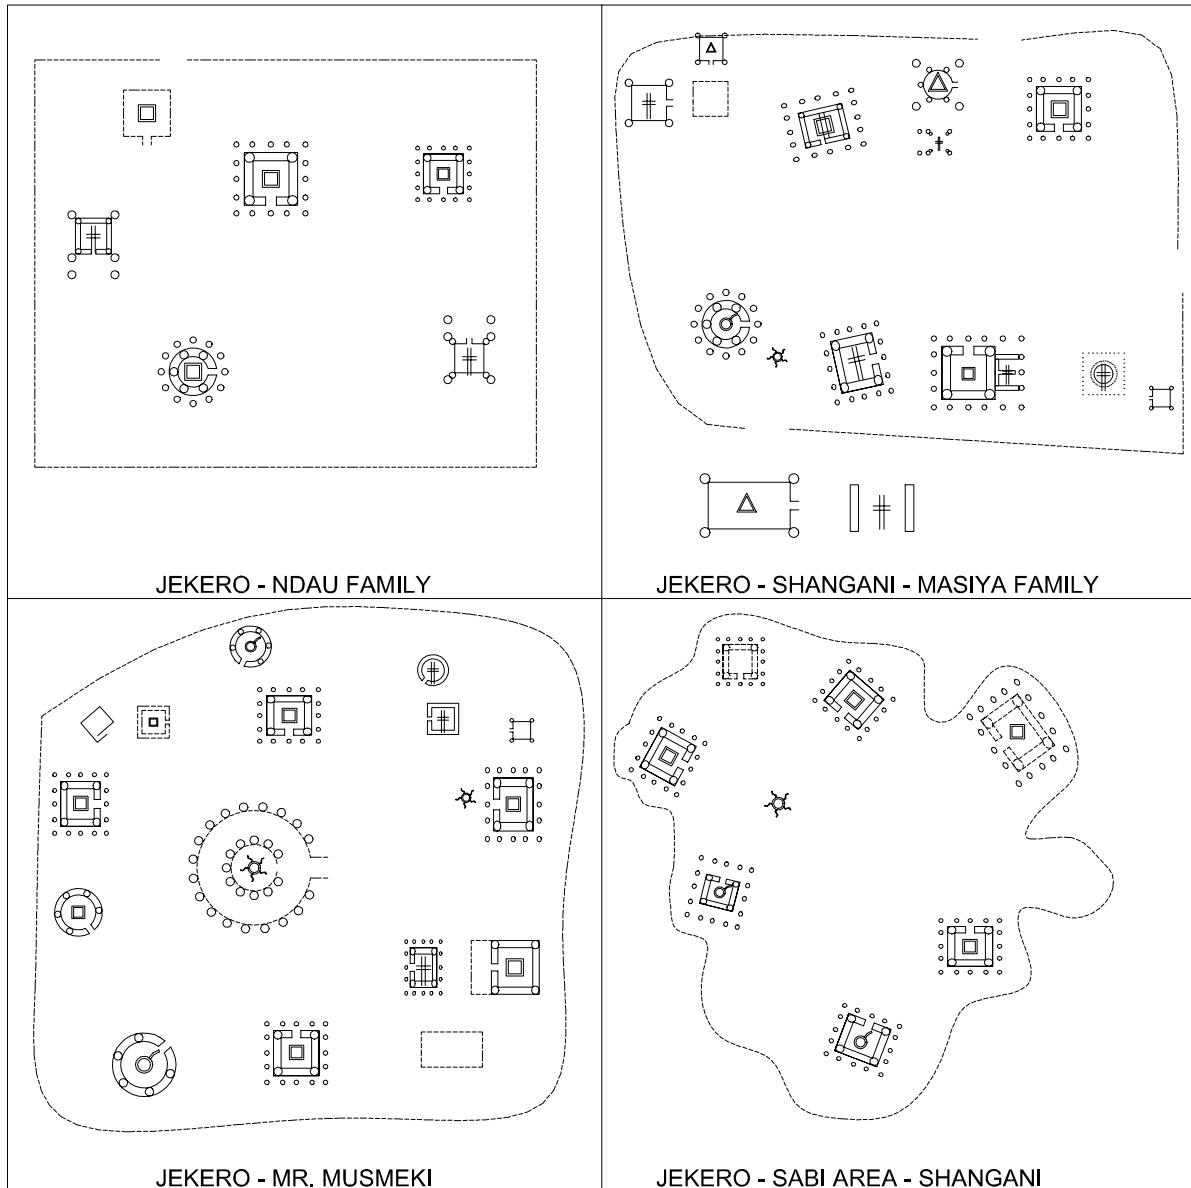 JEKERO - NDAU FAMILY
JEKERO - SHANGANI - MASIYA FAMILY
JEKERO - MR. MUSMEKI
JEKERO - SABI AREA - SHANGANI